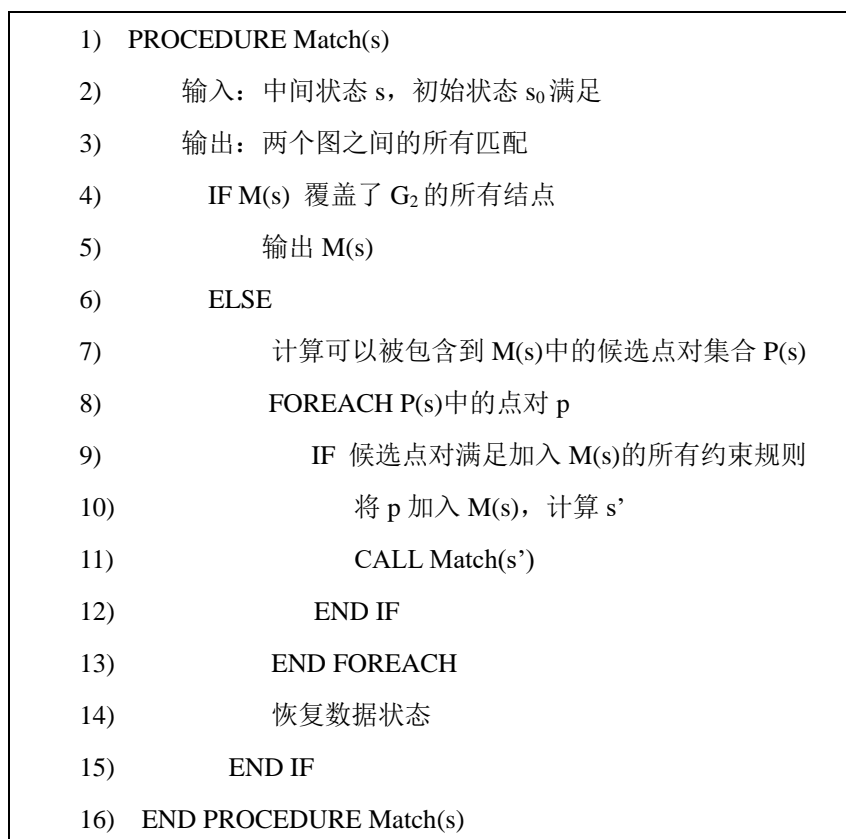 1) PROCEDURE Match(s)
2) 输入：中间状态 s，初始状态 s₀满足
3) 输出：两个图之间的所有匹配
4) IF M(s) 覆盖了 G₂的所有结点
5) 输出 M(s)
6) ELSE
7) 计算可以被包含到 M(s)中的候选点对集合 P(s)
8) FOREACH P(s)中的点对 p
9) IF 候选点对满足加入 M(s)的所有约束规则
10) 将 p 加入 M(s)，计算 s’
11) CALL Match(s’)
12) END IF
13) END FOREACH
14) 恢复数据状态
15) END IF
16) END PROCEDURE Match(s)